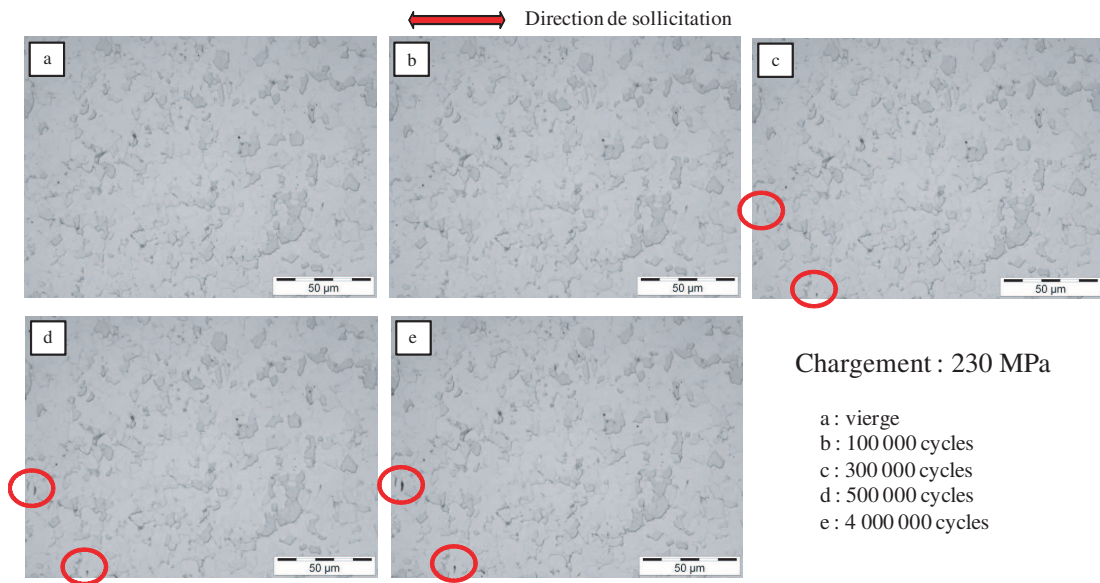 Direction de sollicitation
a
b
c
50 µm
50 µm
50 µm
d
e
50 µm
50 µm
Chargement : 230 MPa
a : vierge
b : 100 000 cycles
c : 300 000 cycles
d : 500 000 cycles
e : 4 000 000 cycles